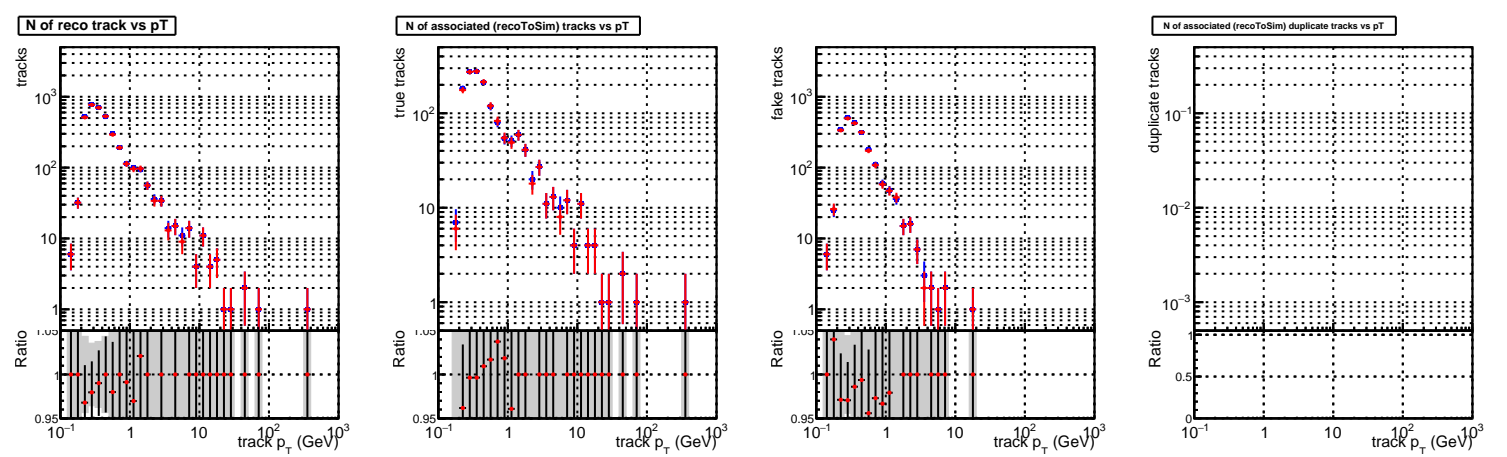 N of reco track vs pT
tracks
10³
10²
10
1
Ratio
1.05
1
0.95
10⁻¹ 1 10 10² 10³
track p_T (GeV)
N of associated (recoToSim) tracks vs pT
true tracks
10²
10
1
Ratio
1.05
1
0.95
10⁻¹ 1 10 10² 10³
track p_T (GeV)
fake tracks
10³
10²
10
1
Ratio
1.05
1
0.95
10⁻¹ 1 10 10² 10³
track p_T (GeV)
N of associated (recoToSim) duplicate tracks vs pT
duplicate tracks
10⁻¹
10⁻²
10⁻³
Ratio
1
0.5
0
10⁻¹ 1 10 10² 10³
track p_T (GeV)